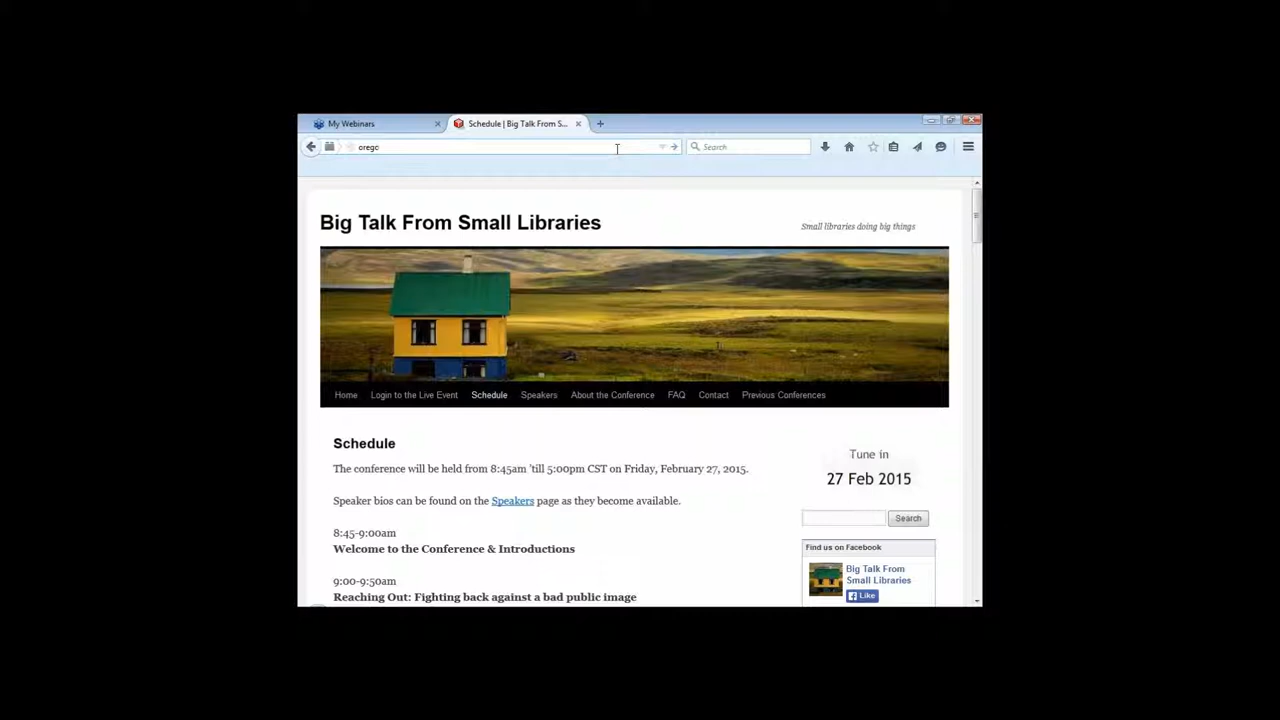 My Webinars
Schedule | Big Talk From S...
orego
Search
Big Talk From Small Libraries
Small libraries doing big things
Home Login to the Live Event Schedule Speakers About the Conference FAQ Contact Previous Conferences
Schedule
The conference will be held from 8:45am ’till 5:00pm CST on Friday, February 27, 2015.
Speaker bios can be found on the Speakers page as they become available.
8:45-9:00am
Welcome to the Conference & Introductions
9:00-9:50am
Reaching Out: Fighting back against a bad public image
Tune in
27 Feb 2015
Search
Find us on Facebook
Big Talk From
Small Libraries
Like